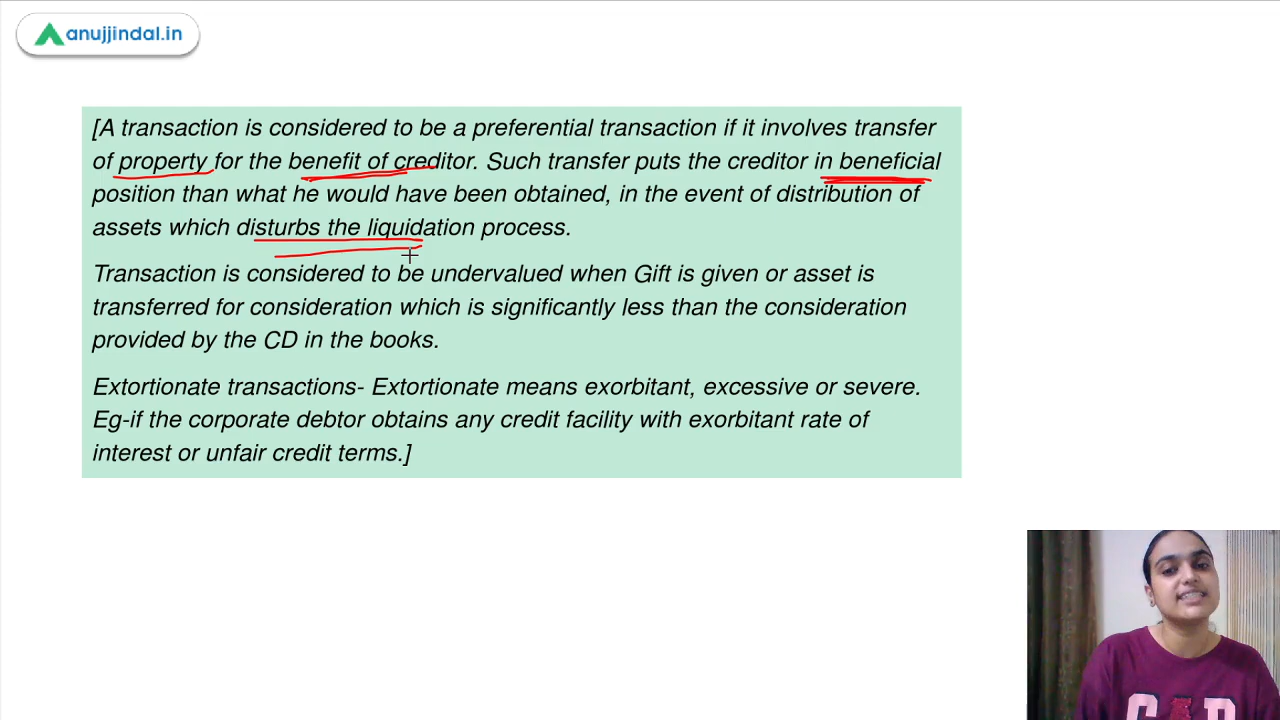 anujjindal.in
[A transaction is considered to be a preferential transaction if it involves transfer
of property for the benefit of creditor. Such transfer puts the creditor in beneficial
position than what he would have been obtained, in the event of distribution of
assets which disturbs the liquidation process.
Transaction is considered to be undervalued when Gift is given or asset is
transferred for consideration which is significantly less than the consideration
provided by the CD in the books.
Extortionate transactions- Extortionate means exorbitant, excessive or severe.
Eg-if the corporate debtor obtains any credit facility with exorbitant rate of
interest or unfair credit terms.]